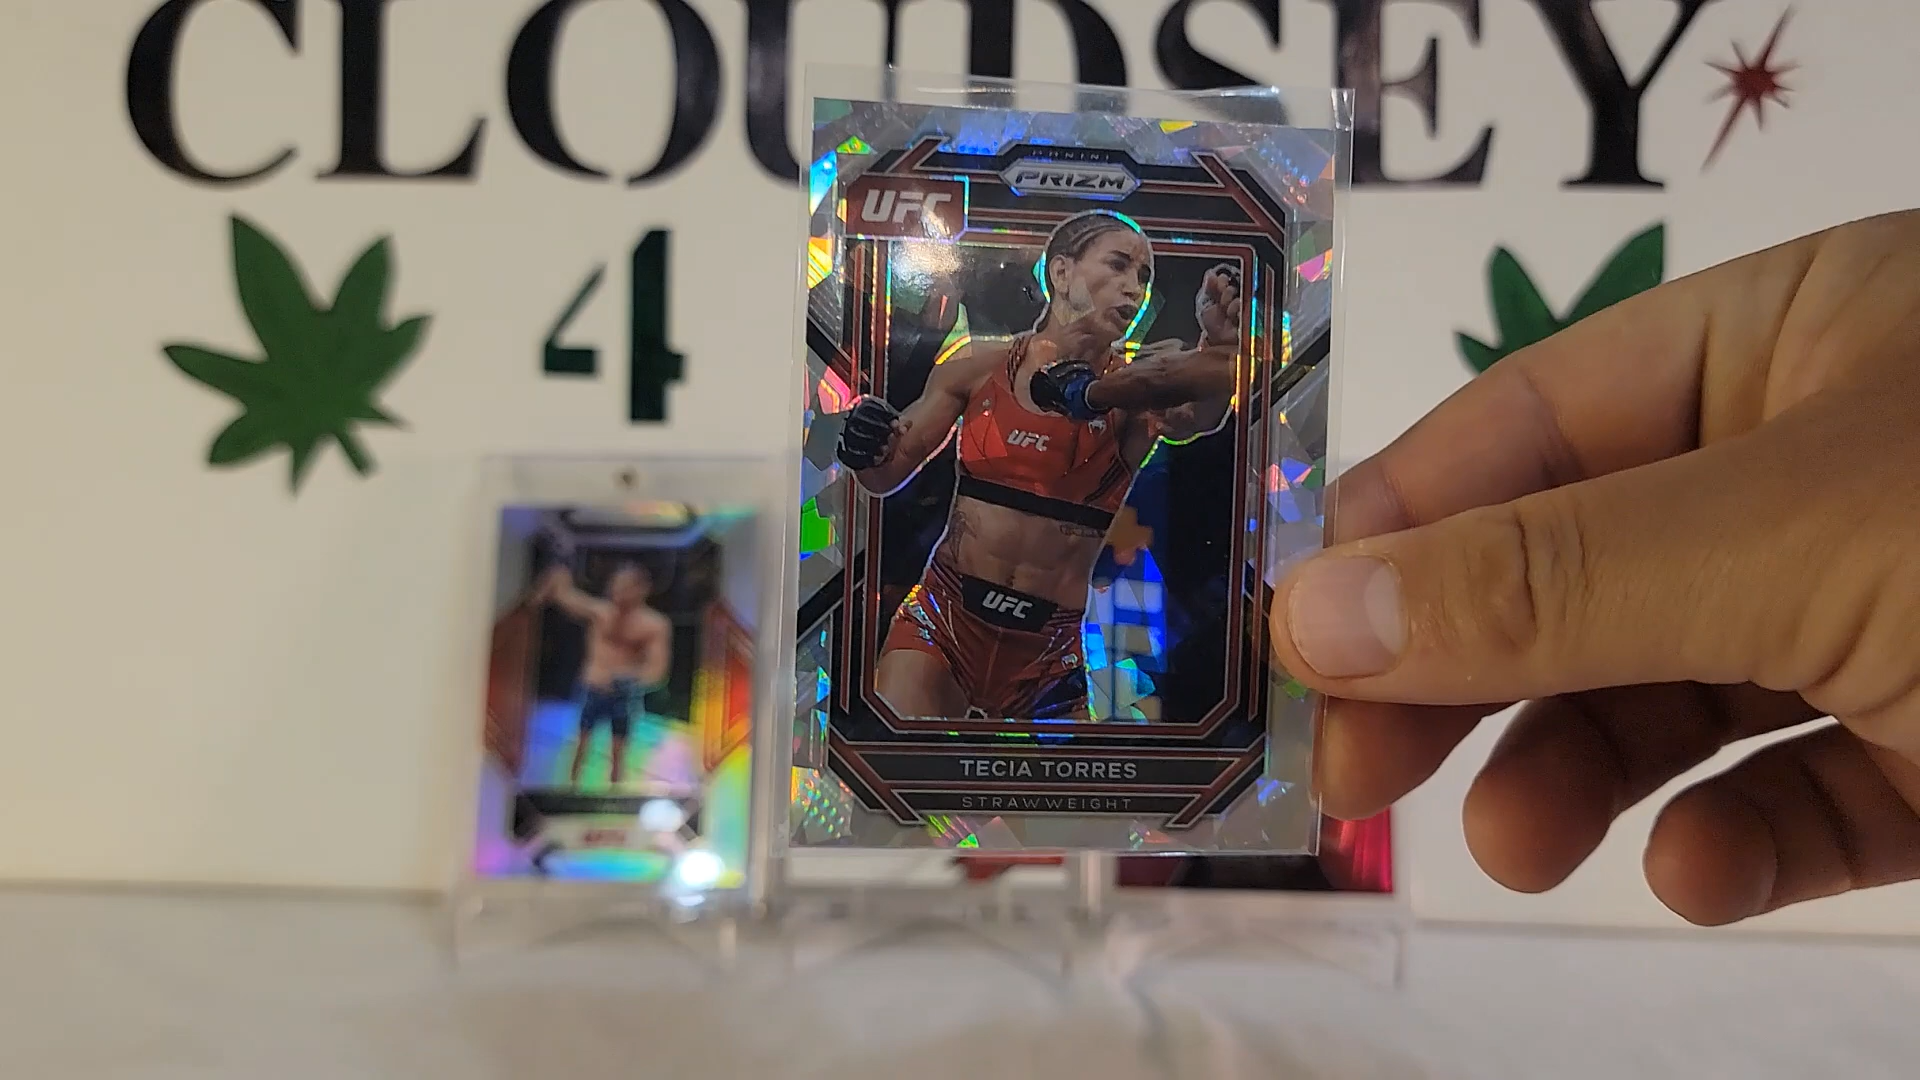 CLOUDSEY
4
PANINI
PRIZM
UFC
UFC
UFC
TECIA TORRES
STRAWWEIGHT